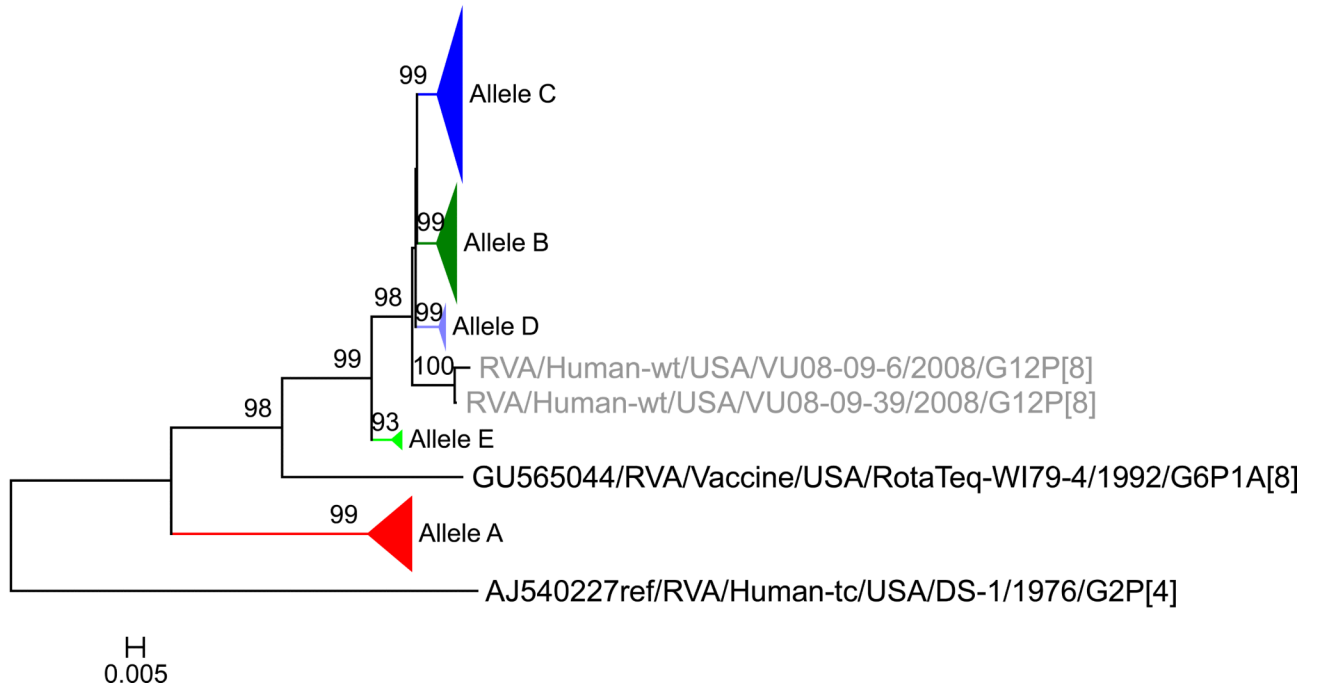 99
Allele C
99
Allele B
98
99
Allele D
99
100
RVA/Human-wt/USA/VU08-09-6/2008/G12P[8]
RVA/Human-wt/USA/VU08-09-39/2008/G12P[8]
98
93
Allele E
GU565044/RVA/Vaccine/USA/RotaTeq-WI79-4/1992/G6P1A[8]
99
Allele A
AJ540227ref/RVA/Human-tc/USA/DS-1/1976/G2P[4]
0.005